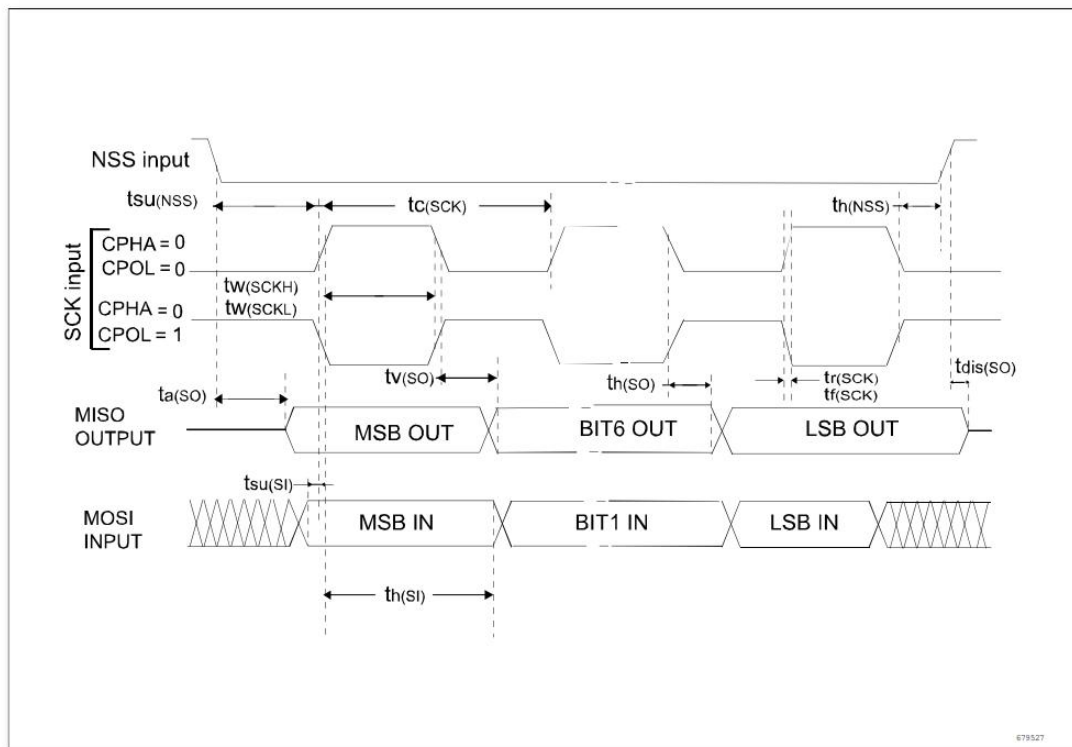 NSS input
tsu(NSS)
tc(SCK)
th(NSS)
SCK input
CPHA = 0
CPOL = 0
tw(SCKH)
CPHA = 0
tw(SCKL)
CPOL = 1
tv(SO)
th(SO)
tr(SCK)
tf(SCK)
tdis(SO)
ta(SO)
MISO
OUTPUT
MSB OUT
BIT6 OUT
LSB OUT
tsu(SI)
MOSI
INPUT
MSB IN
BIT1 IN
LSB IN
th(SI)
679527